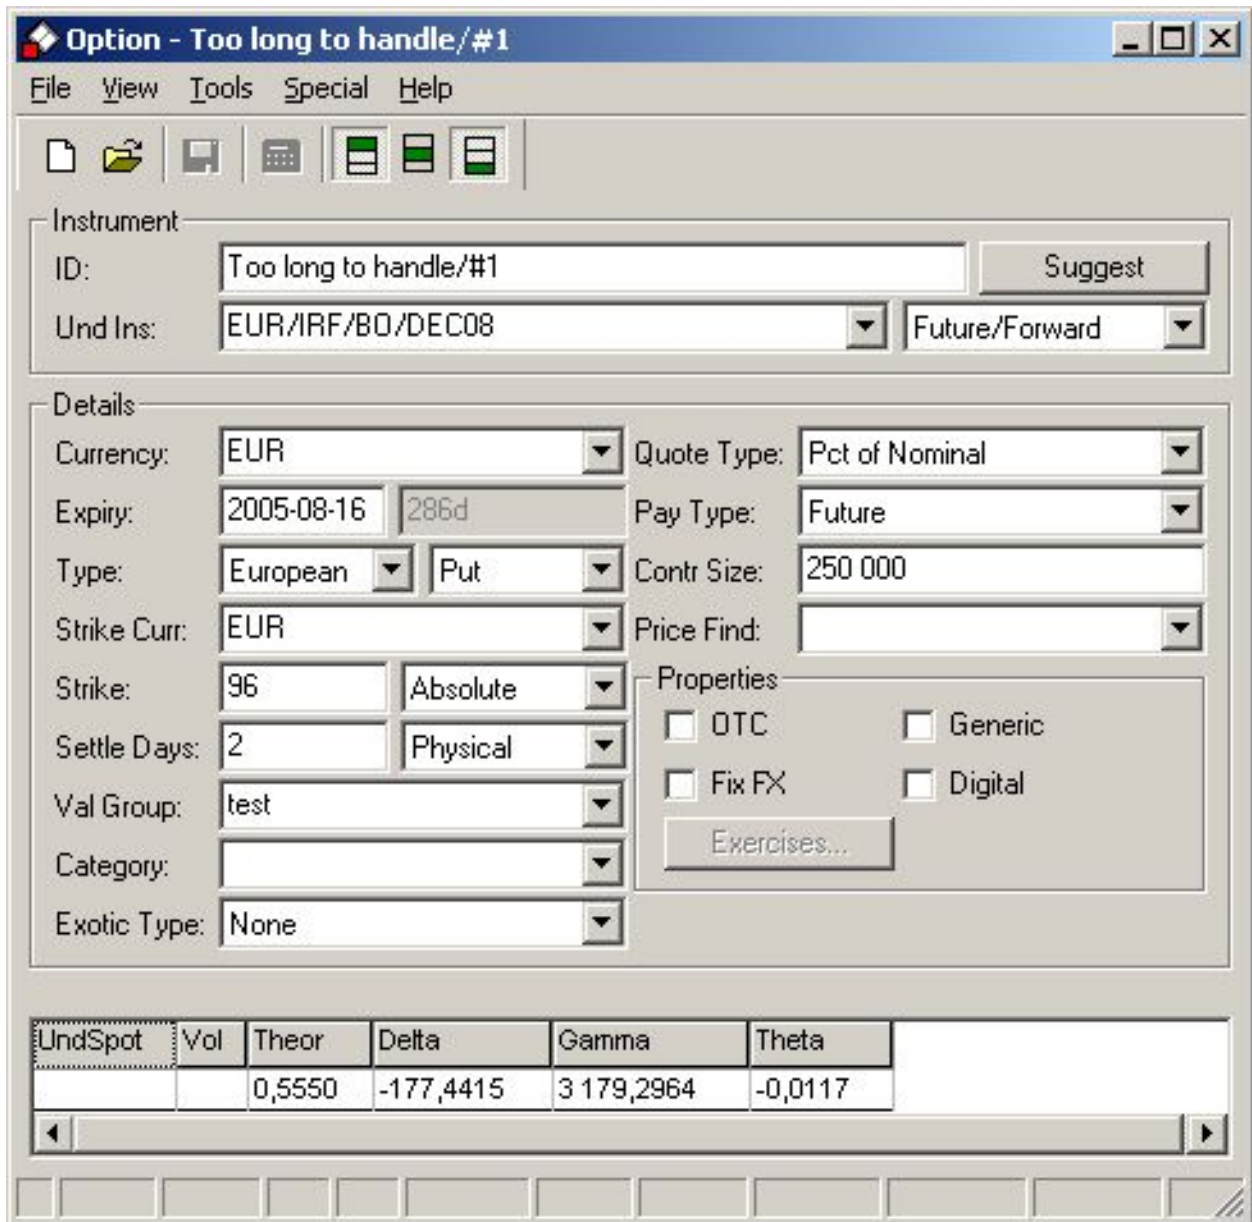 Option - Too long to handle/#1
File View Tools Special Help
Instrument
ID: Too long to handle/#1 Suggest
Und Ins: EUR/IRF/BO/DEC08 Future/Forward
Details
Currency: EUR Quote Type: Pct of Nominal
Expiry: 2005-08-16 286d Pay Type: Future
Type: European Put Contr Size: 250 000
Strike Curr: EUR Price Find:
Strike: 96 Absolute Properties
OTC Generic
Settle Days: 2 Physical
Fix FX Digital
Val Group: test
Exercises...
Category:
Exotic Type: None
UndSpot Vol Theor Delta Gamma Theta
0,5550 -177,4415 3 179,2964 -0,0117